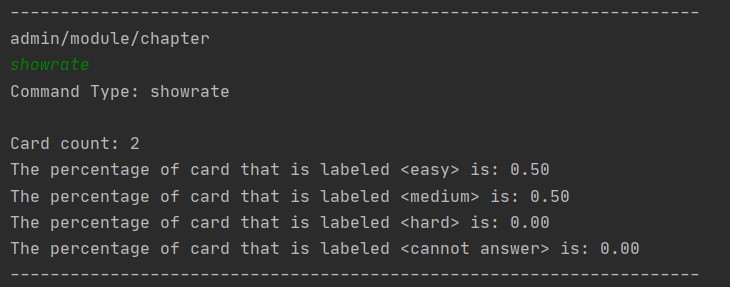 ---------------------------------------------------------------------
admin/module/chapter
showrate
Command Type: showrate
Card count: 2
The percentage of card that is labeled <easy> is: 0.50
The percentage of card that is labeled <medium> is: 0.50
The percentage of card that is labeled <hard> is: 0.00
The percentage of card that is labeled <cannot answer> is: 0.00
---------------------------------------------------------------------